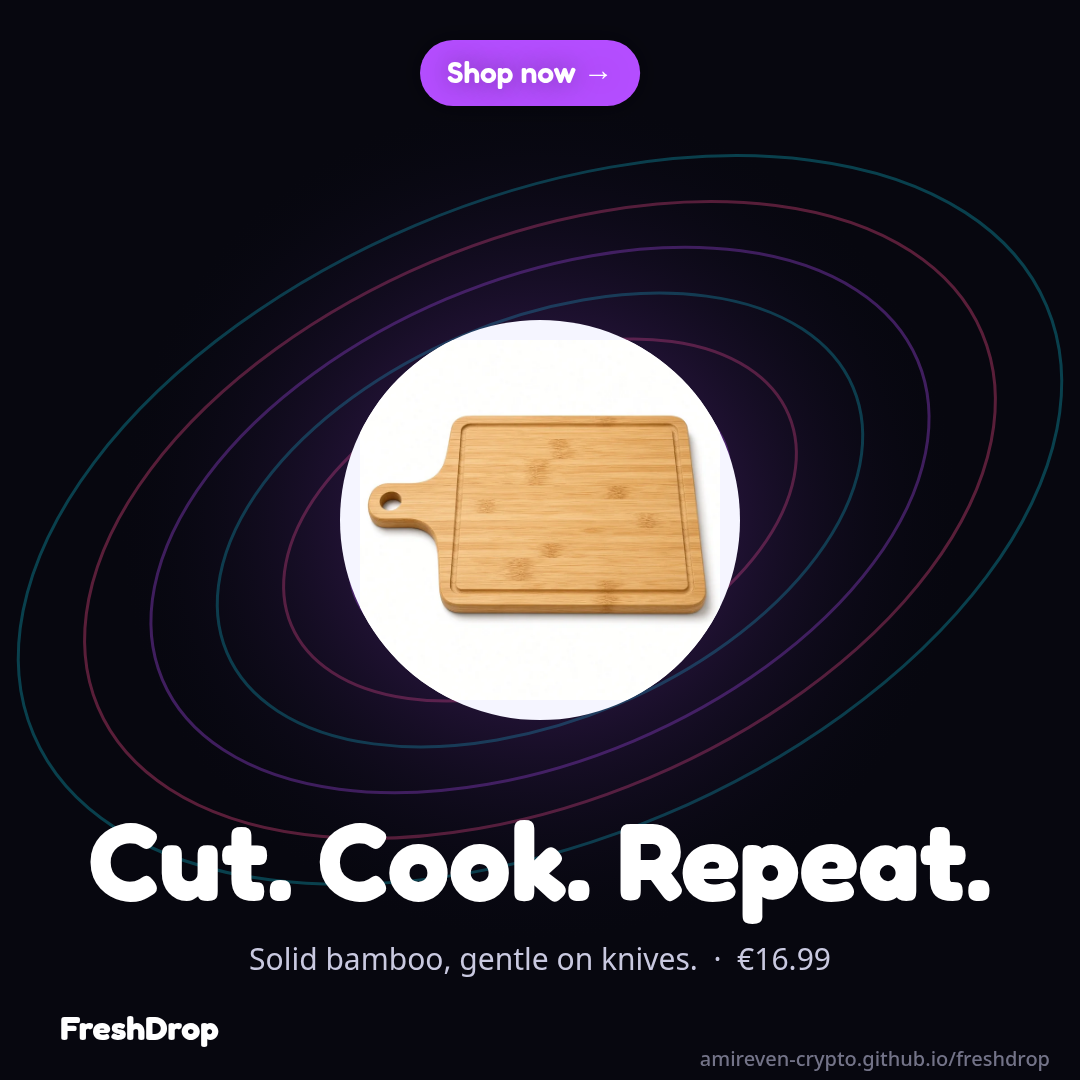 Shop now →
Cut. Cook. Repeat.
Solid bamboo, gentle on knives. · €16.99
FreshDrop
amireven-crypto.github.io/freshdrop